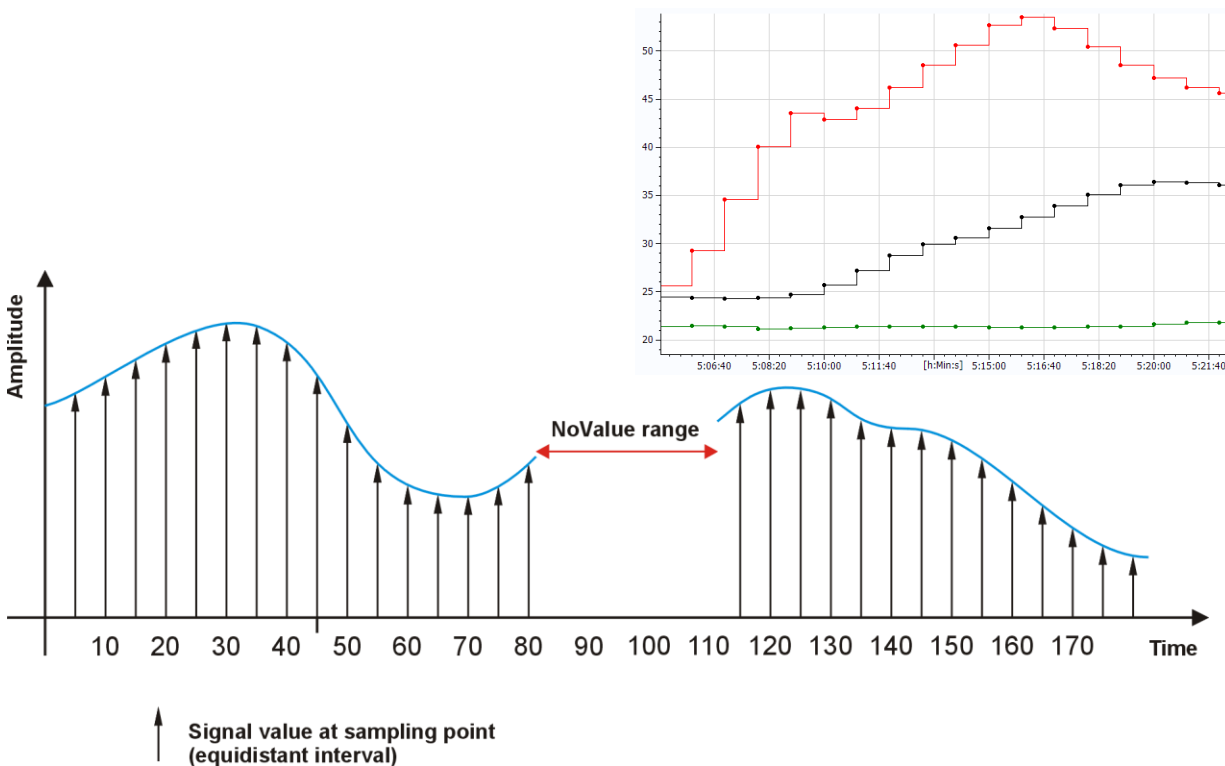 50
45
40
35
30
25
20
5:06:40 5:08:20 5:10:00 5:11:40 [h:Min:s] 5:15:00 5:16:40 5:18:20 5:20:00 5:21:40
Amplitude
NoValue range
10 20 30 40 50 60 70 80 90 100 110 120 130 140 150 160 170 Time
Signal value at sampling point
(equidistant interval)